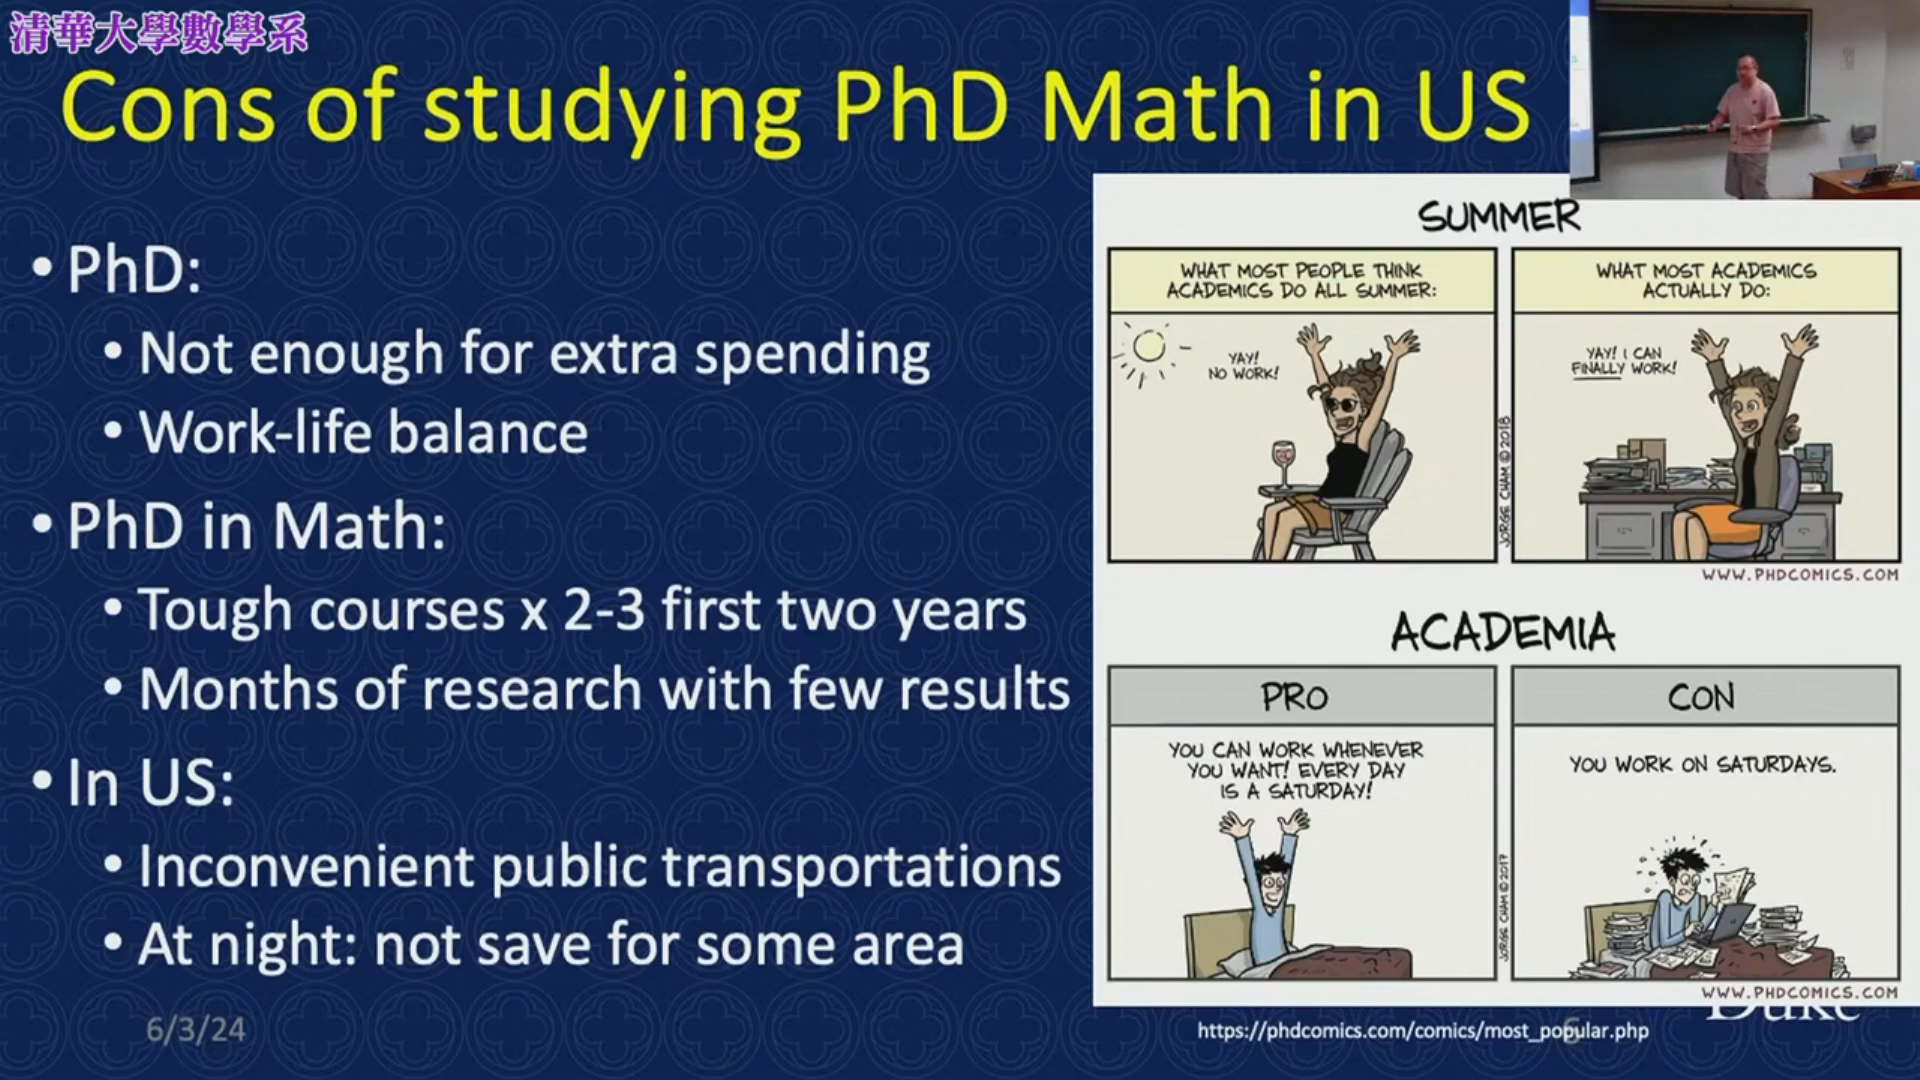 清華大學數學系
Cons of studying PhD Math in US
• PhD:
• Not enough for extra spending
• Work-life balance
• PhD in Math:
• Tough courses x 2-3 first two years
• Months of research with few results
• In US:
• Inconvenient public transportations
• At night: not save for some area
SUMMER
WHAT MOST PEOPLE THINK
ACADEMICS DO ALL SUMMER:
YAY!
NO WORK!
WHAT MOST ACADEMICS
ACTUALLY DO:
YAY! I CAN
FINALLY WORK!
JORGE CHAM © 2018
WWW.PHDCOMICS.COM
ACADEMIA
PRO
YOU CAN WORK WHENEVER
YOU WANT! EVERY DAY
IS A SATURDAY!
CON
YOU WORK ON SATURDAYS.
JORGE CHAM © 2017
WWW.PHDCOMICS.COM
6/3/24
https://phdcomics.com/comics/most_popular.php
6
Duke